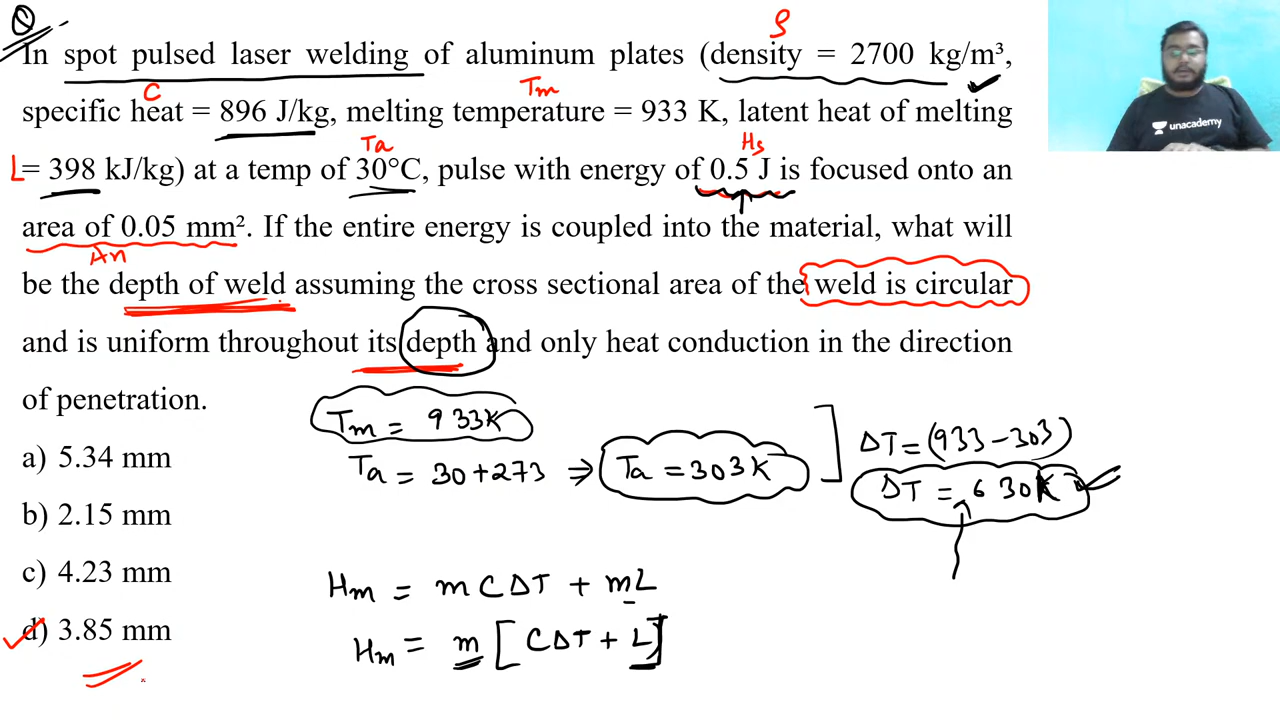 Q
In spot pulsed laser welding of aluminum plates (density = 2700 kg/m³,
specific heat = 896 J/kg, melting temperature = 933 K, latent heat of melting
= 398 kJ/kg) at a temp of 30°C, pulse with energy of 0.5 J is focused onto an
area of 0.05 mm². If the entire energy is coupled into the material, what will
be the depth of weld assuming the cross sectional area of the weld is circular
and is uniform throughout its depth and only heat conduction in the direction
of penetration.
a) 5.34 mm
b) 2.15 mm
c) 4.23 mm
d) 3.85 mm
ρ
C
Tm
Ta
Hs
L
An
Tm = 933K
Ta = 30+273 ⇒ Ta = 303K
ΔT = (933-303)
ΔT = 630K
Hm = mCΔT + mL
Hm = m[CΔT + L]
unacademy